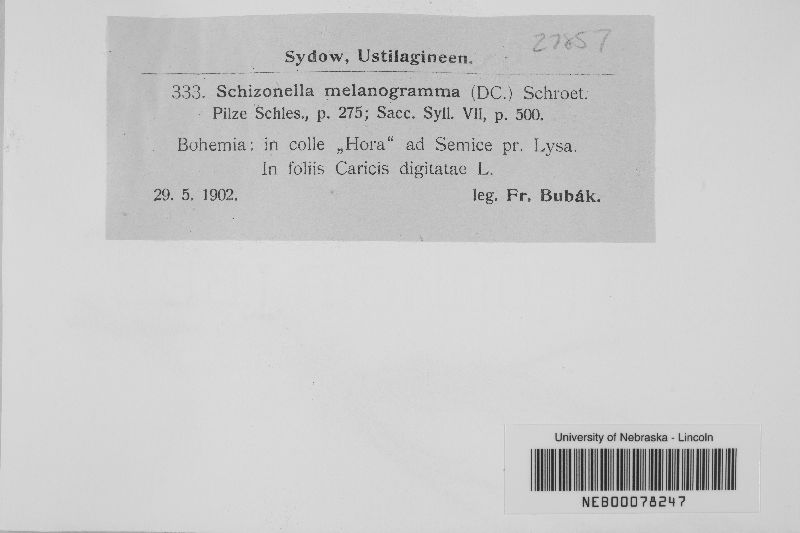 27857
Sydow, Ustilagineen.
333. Schizonella melanogramma (DC.) Schroet.
Pilze Schles., p. 275; Sacc. Syll. VII, p. 500.
Bohemia: in colle „Hora“ ad Semice pr. Lysa.
In foliis Caricis digitatae L.
29. 5. 1902. leg. Fr. Bubák.
University of Nebraska - Lincoln
NEB00078247